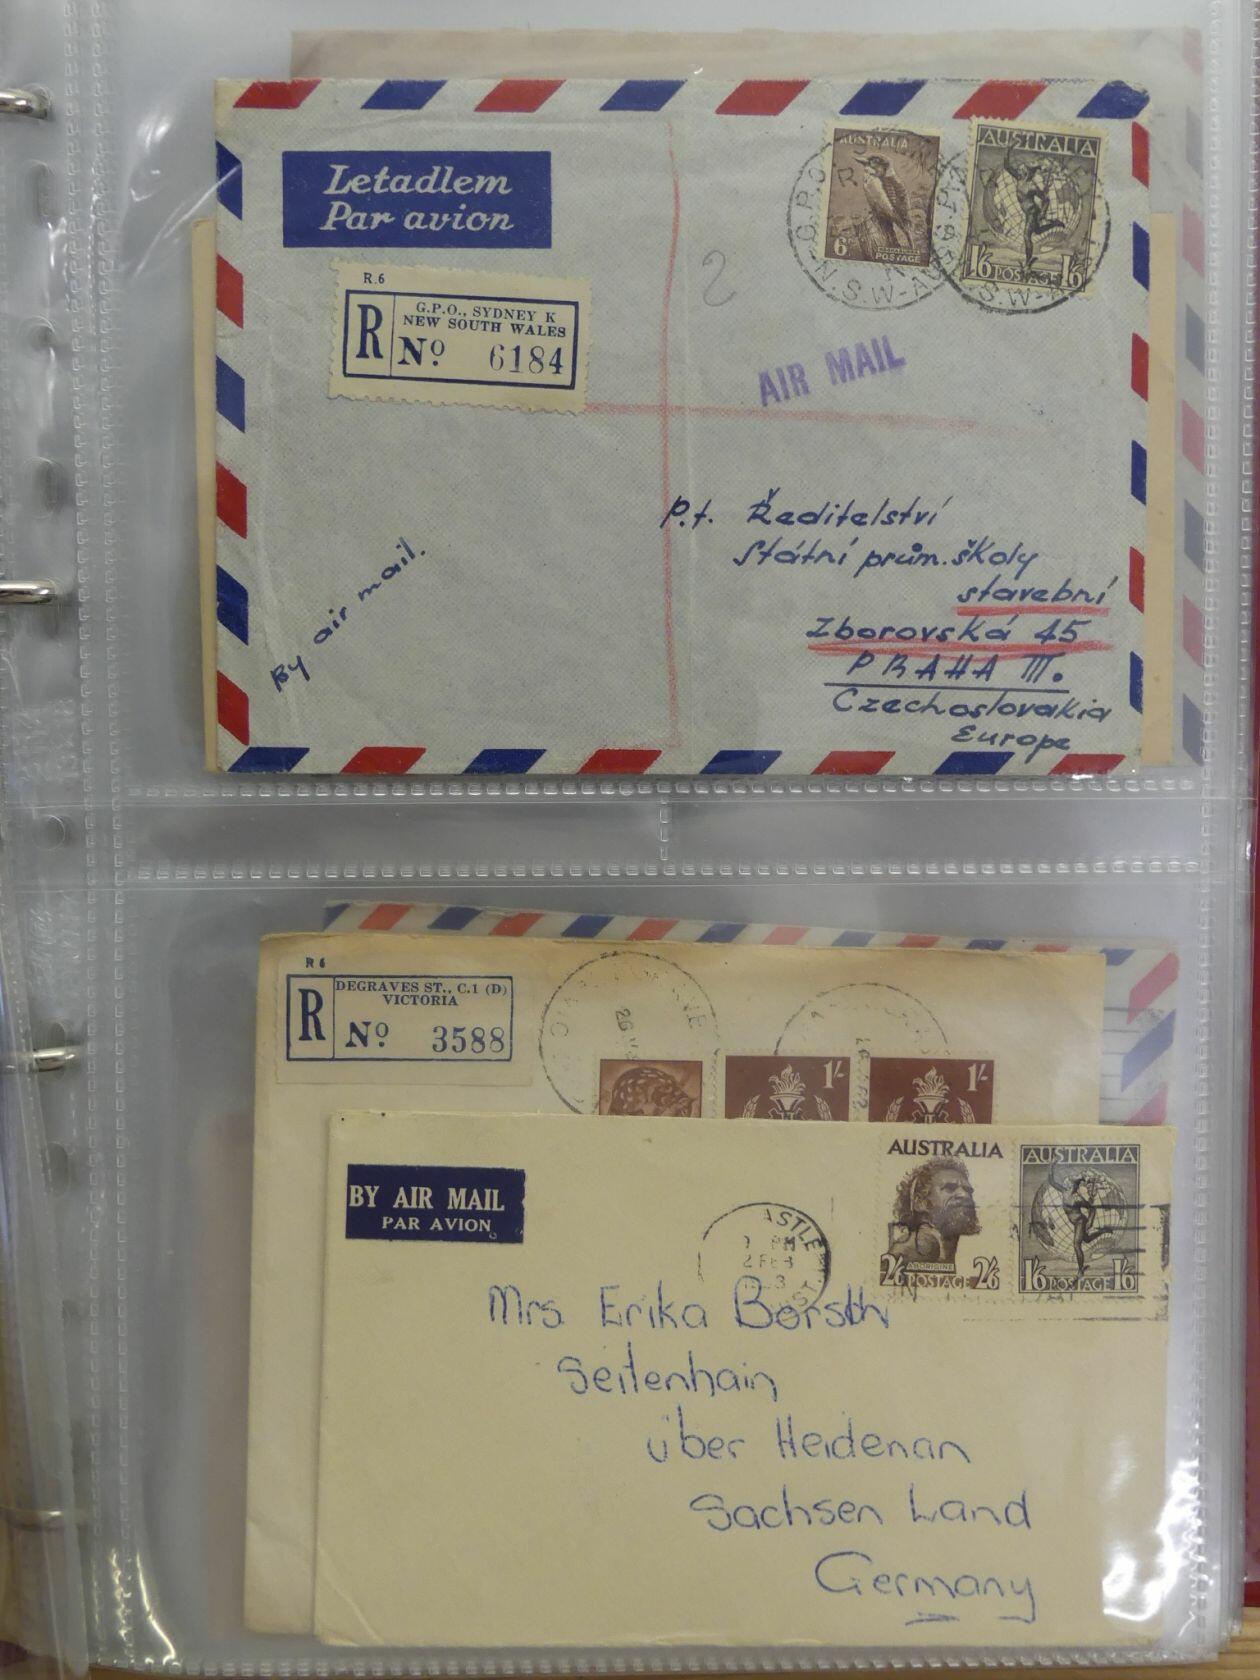 Letadlem
Par avion
R.6
R
G.P.O., SYDNEY K
NEW SOUTH WALES
No 6184
AUSTRALIA
6D
POSTAGE
AUSTRALIA
1/6 POSTAGE 1/6
G.P.O.
N.S.W-A
S.W-A
2
AIR MAIL
By air mail.
P.t. Ředitelství
státní prům. školy
stavební
Zborovská 45
PRAHA III.
Czechoslovakia
Europe
R 6
R
DEGRAVES ST., C.1 (D)
VICTORIA
No 3588
1/-
1/-
BY AIR MAIL
PAR AVION
ASTLE
2 FEB
AUSTRALIA
ABORIGINE
2/6 POSTAGE 2/6
AUSTRALIA
1/6 POSTAGE 1/6
Mrs. Erika Borsth
Seitenhain
über Heidenan
Sachsen Land
Germany